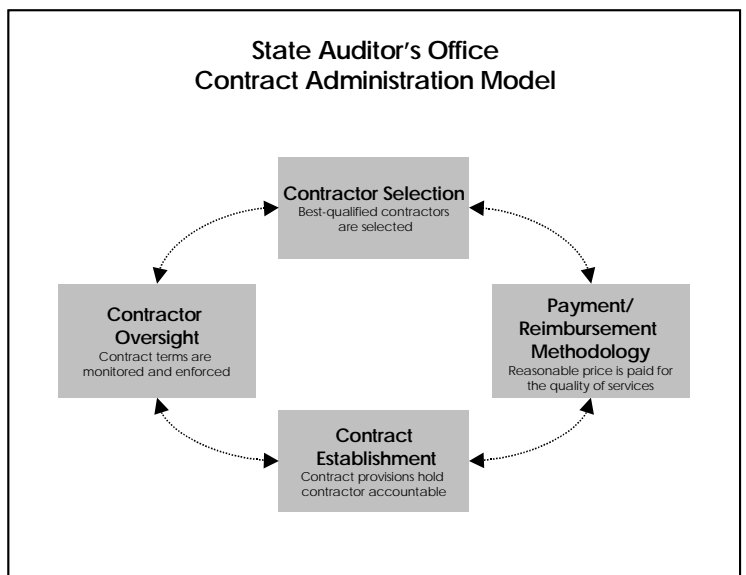 State Auditor's Office
Contract Administration Model
Contractor Selection
Best-qualified contractors
are selected
Contractor
Oversight
Contract terms are
monitored and enforced
Payment/
Reimbursement
Methodology
Reasonable price is paid for
the quality of services
Contract
Establishment
Contract provisions hold
contractor accountable